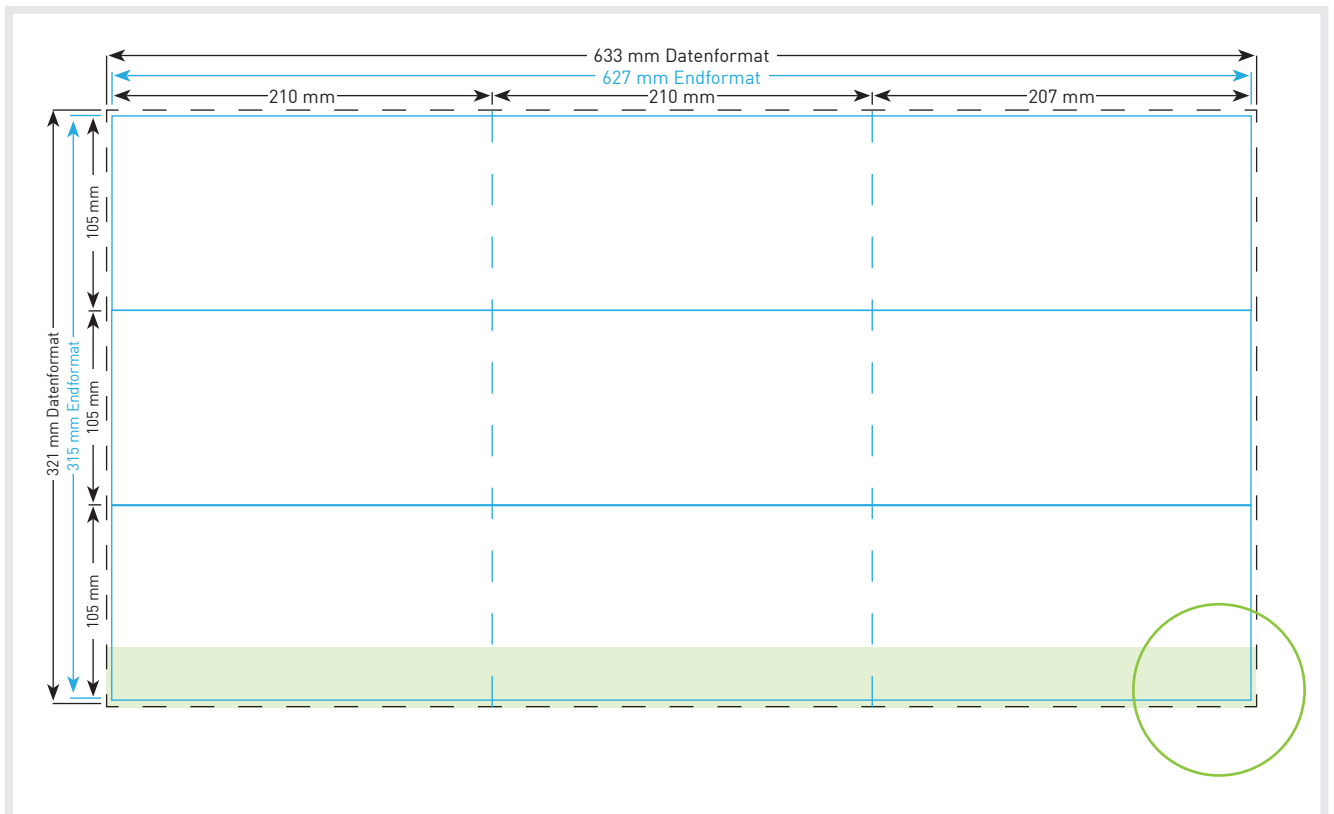 633 mm Datenformat
627 mm Endformat
210 mm
210 mm
207 mm
321 mm Datenformat
315 mm Endformat
105 mm
105 mm
105 mm